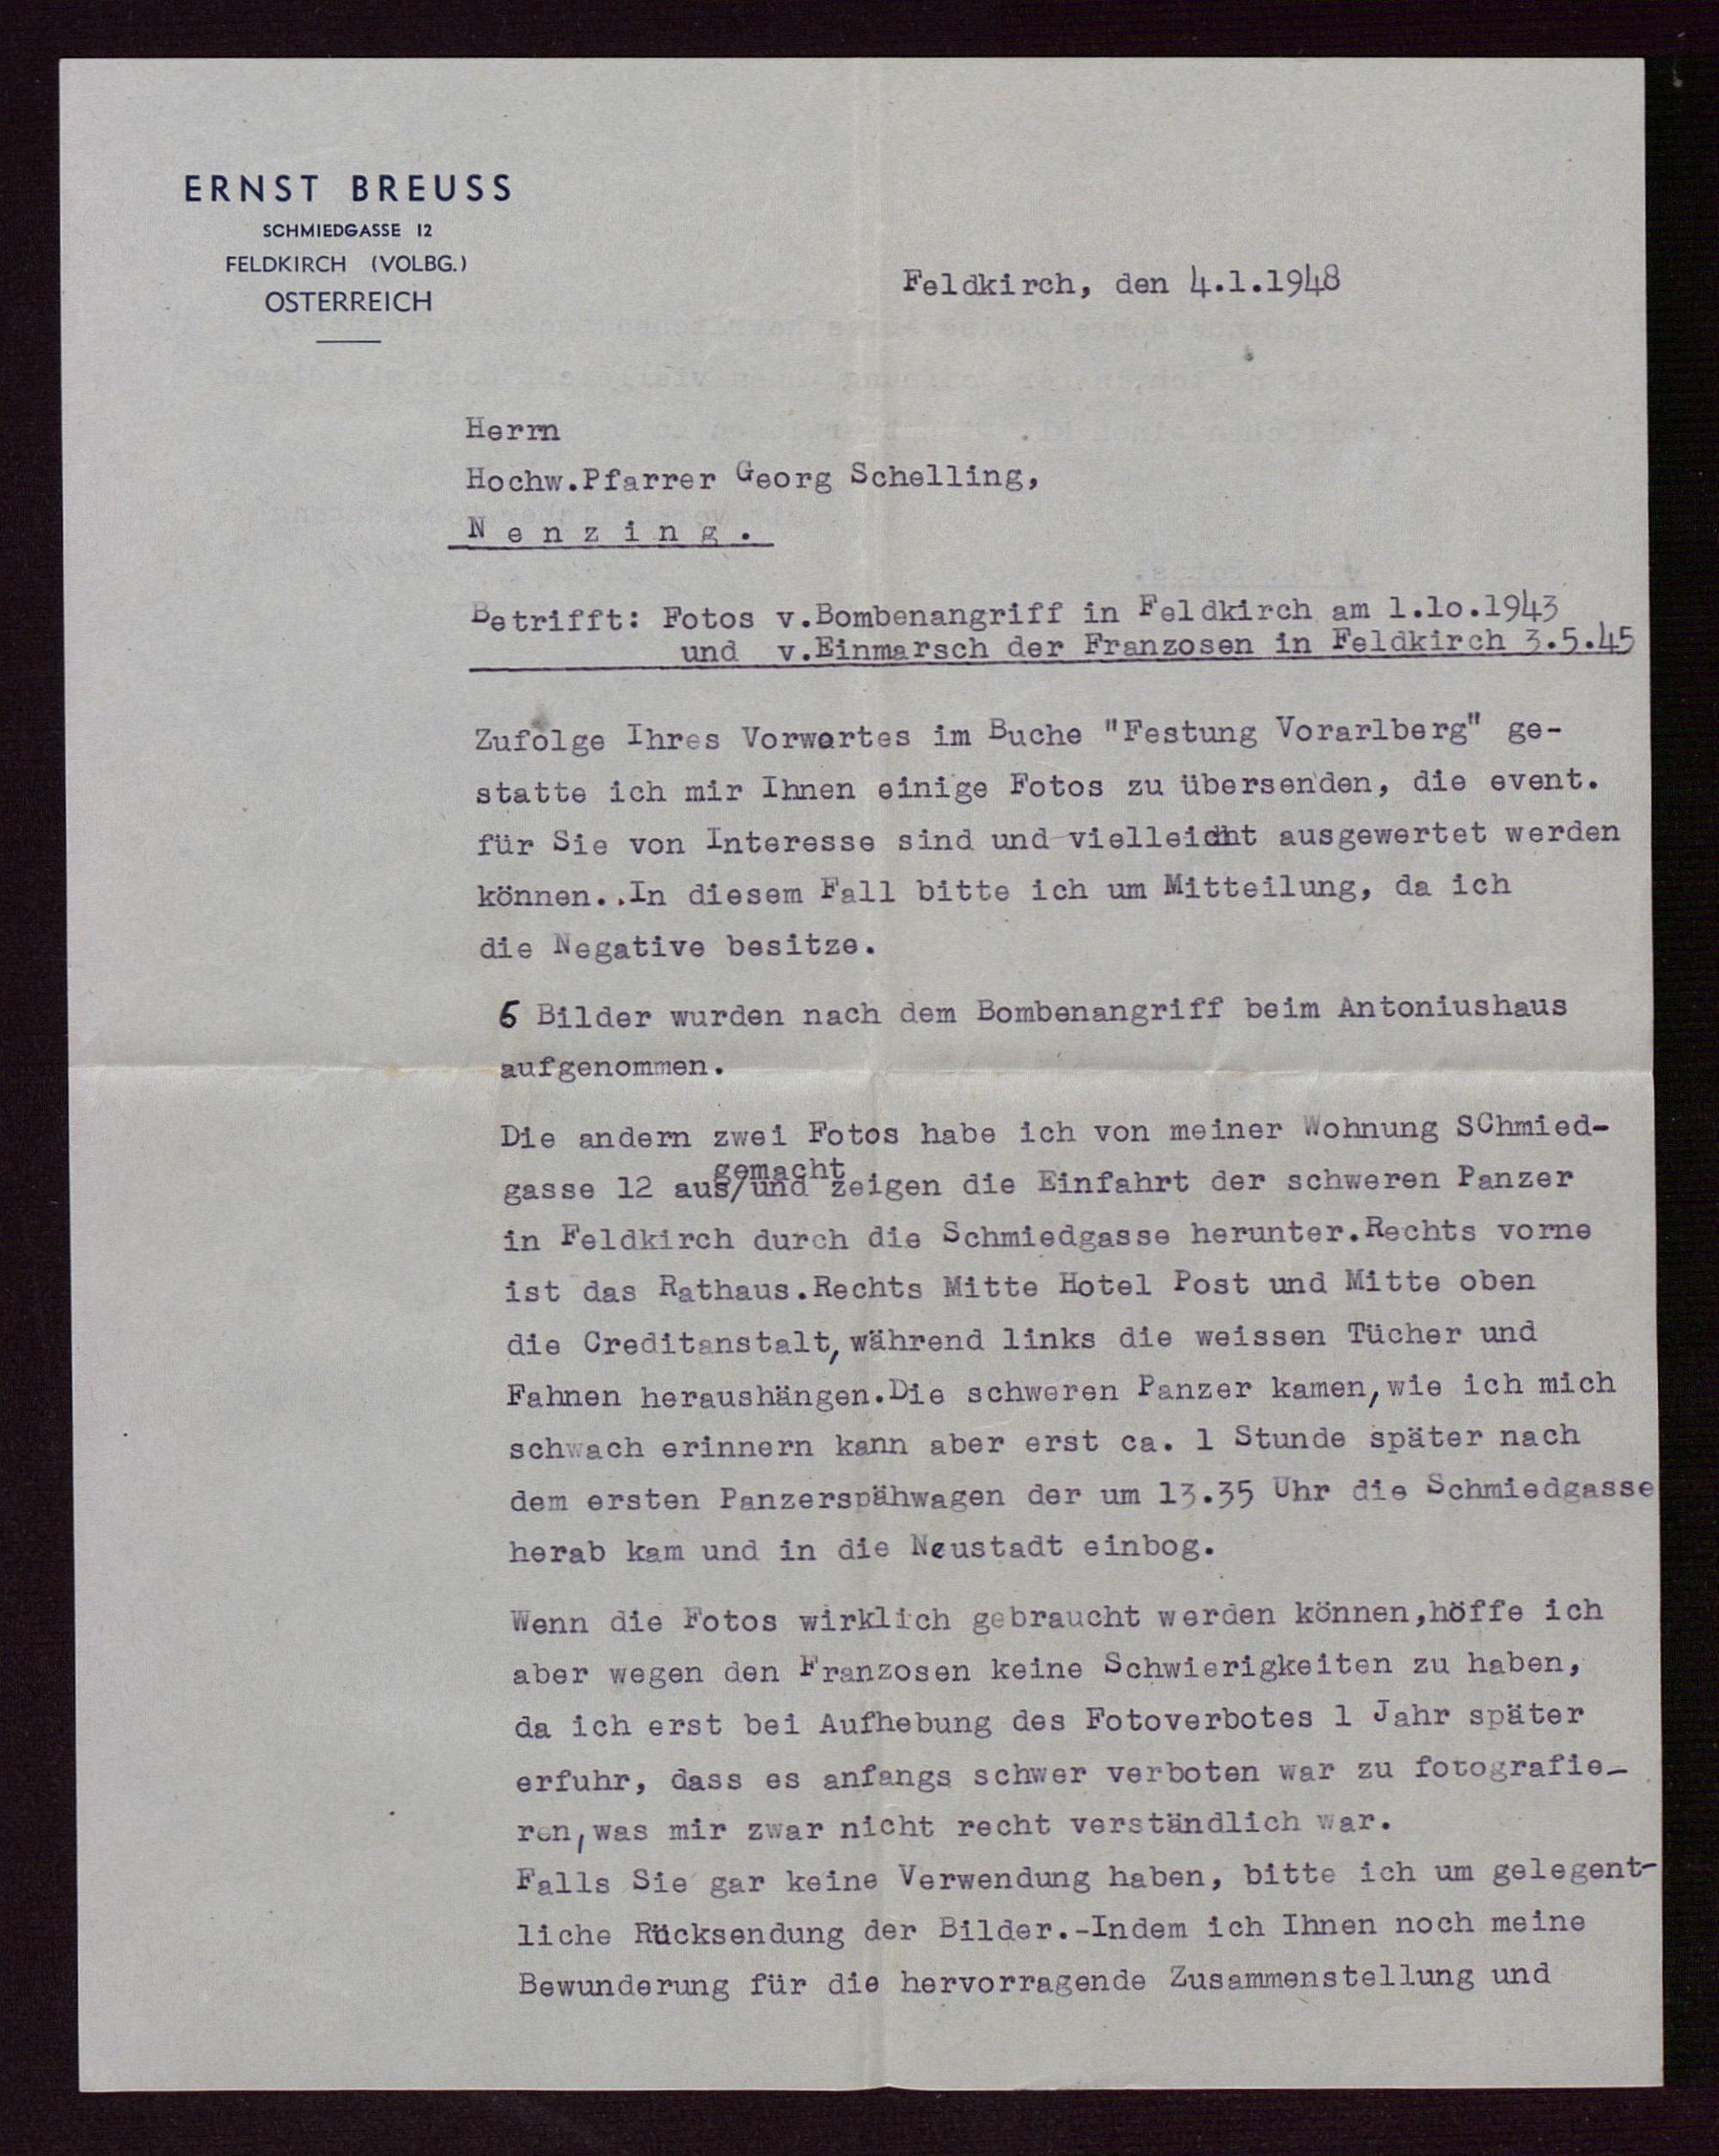 ERNST BREUSS
SCHMIEDGASSE 12
FELDKIRCH (VOLBG.)
OSTERREICH
Feldkirch, den 4.1.1948
Herrn
Hochw.Pfarrer Georg Schelling,
N e n z i n g .
Betrifft: Fotos v.Bombenangriff in Feldkirch am 1.10.1943
und v.Einmarsch der Franzosen in Feldkirch 3.5.45
Zufolge Ihres Vorwortes im Buche "Festung Vorarlberg" ge-
statte ich mir Ihnen einige Fotos zu übersenden, die event.
für Sie von Interesse sind und vielleicht ausgewertet werden
können..In diesem Fall bitte ich um Mitteilung, da ich
die Negative besitze.
6 Bilder wurden nach dem Bombenangriff beim Antoniushaus
aufgenommen.
Die andern zwei Fotos habe ich von meiner Wohnung SChmied-
gemacht
gasse 12 aus/und zeigen die Einfahrt der schweren Panzer
in Feldkirch durch die Schmiedgasse herunter.Rechts vorne
ist das Rathaus.Rechts Mitte Hotel Post und Mitte oben
die Creditanstalt, während links die weissen Tücher und
Fahnen heraushängen.Die schweren Panzer kamen, wie ich mich
schwach erinnern kann aber erst ca. 1 Stunde später nach
dem ersten Panzerspähwagen der um 13.35 Uhr die Schmiedgasse
herab kam und in die Neustadt einbog.
Wenn die Fotos wirklich gebraucht werden können,höffe ich
aber wegen den Franzosen keine Schwierigkeiten zu haben,
da ich erst bei Aufhebung des Fotoverbotes 1 Jahr später
erfuhr, dass es anfangs schwer verboten war zu fotografie-
ren, was mir zwar nicht recht verständlich war.
Falls Sie gar keine Verwendung haben, bitte ich um gelegent-
liche Rücksendung der Bilder.-Indem ich Ihnen noch meine
Bewunderung für die hervorragende Zusammenstellung und